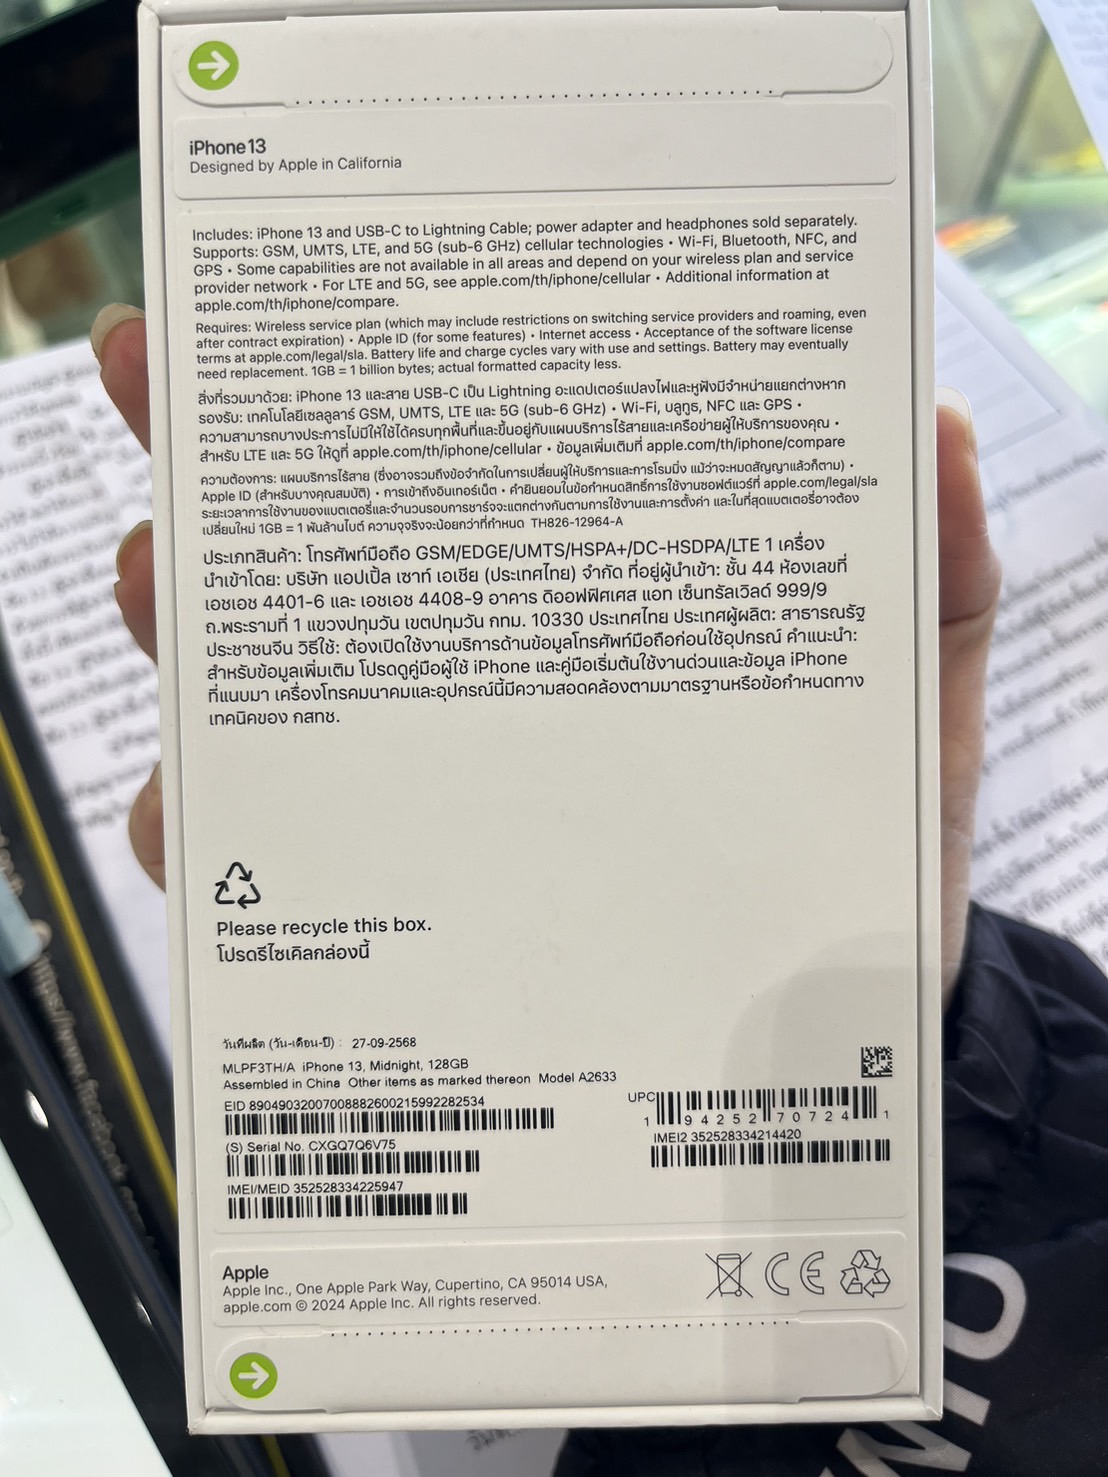 iPhone 13
Designed by Apple in California
Includes: iPhone 13 and USB-C to Lightning Cable; power adapter and headphones sold separately.
Supports: GSM, UMTS, LTE, and 5G (sub-6 GHz) cellular technologies • Wi-Fi, Bluetooth, NFC, and
GPS • Some capabilities are not available in all areas and depend on your wireless plan and service
provider network • For LTE and 5G, see apple.com/th/iphone/cellular • Additional information at
apple.com/th/iphone/compare.
Requires: Wireless service plan (which may include restrictions on switching service providers and roaming, even
after contract expiration) • Apple ID (for some features) • Internet access • Acceptance of the software license
terms at apple.com/legal/sla. Battery life and charge cycles vary with use and settings. Battery may eventually
need replacement. 1GB = 1 billion bytes; actual formatted capacity less.
สิ่งที่รวมมาด้วย: iPhone 13 และสาย USB-C เป็น Lightning อะแดปเตอร์แปลงไฟและหูฟังมีจำหน่ายแยกต่างหาก
รองรับ: เทคโนโลยีเซลลูลาร์ GSM, UMTS, LTE และ 5G (sub-6 GHz) • Wi-Fi, บลูทูธ, NFC และ GPS •
ความสามารถบางประการไม่มีให้ใช้ได้ครบทุกพื้นที่และขึ้นอยู่กับแผนบริการไร้สายและเครือข่ายผู้ให้บริการของคุณ •
สำหรับ LTE และ 5G ให้ดูที่ apple.com/th/iphone/cellular • ข้อมูลเพิ่มเติมที่ apple.com/th/iphone/compare
ความต้องการ: แผนบริการไร้สาย (ซึ่งอาจรวมถึงข้อจำกัดในการเปลี่ยนผู้ให้บริการและการโรมมิ่ง แม้ว่าจะหมดสัญญาแล้วก็ตาม) •
Apple ID (สำหรับบางคุณสมบัติ) • การเข้าถึงอินเทอร์เน็ต • คำยินยอมในข้อกำหนดสิทธิ์การใช้งานซอฟต์แวร์ที่ apple.com/legal/sla
ระยะเวลาการใช้งานของแบตเตอรี่และจำนวนรอบการชาร์จจะแตกต่างกันตามการใช้งานและการตั้งค่า และในที่สุดแบตเตอรี่อาจต้อง
เปลี่ยนใหม่ 1GB = 1 พันล้านไบต์ ความจุจริงจะน้อยกว่าที่กำหนด TH826-12964-A
ประเภทสินค้า: โทรศัพท์มือถือ GSM/EDGE/UMTS/HSPA+/DC-HSDPA/LTE 1 เครื่อง
นำเข้าโดย: บริษัท แอปเปิ้ล เซาท์ เอเชีย (ประเทศไทย) จำกัด ที่อยู่ผู้นำเข้า: ชั้น 44 ห้องเลขที่
เอชเอช 4401-6 และ เอชเอช 4408-9 อาคาร ดิออฟฟิศเศส แอท เซ็นทรัลเวิลด์ 999/9
ถ.พระรามที่ 1 แขวงปทุมวัน เขตปทุมวัน กทม. 10330 ประเทศไทย ประเทศผู้ผลิต: สาธารณรัฐ
ประชาชนจีน วิธีใช้: ต้องเปิดใช้งานบริการด้านข้อมูลโทรศัพท์มือถือก่อนใช้อุปกรณ์ คำแนะนำ:
สำหรับข้อมูลเพิ่มเติม โปรดดูคู่มือผู้ใช้ iPhone และคู่มือเริ่มต้นใช้งานด่วนและข้อมูล iPhone
ที่แนบมา เครื่องโทรคมนาคมและอุปกรณ์นี้มีความสอดคล้องตามมาตรฐานหรือข้อกำหนดทาง
เทคนิคของ กสทช.
Please recycle this box.
โปรดรีไซเคิลกล่องนี้
วันที่ผลิต (วัน-เดือน-ปี) : 27-09-2568
MLPF3TH/A iPhone 13, Midnight, 128GB
Assembled in China Other items as marked thereon Model A2633
EID 89049032007008882600215992282534
UPC
1 94252 70724 1
(S) Serial No. CXGQ7Q6V75
IMEI2 352528334214420
IMEI/MEID 352528334225947
Apple
Apple Inc., One Apple Park Way, Cupertino, CA 95014 USA,
apple.com © 2024 Apple Inc. All rights reserved.
CE